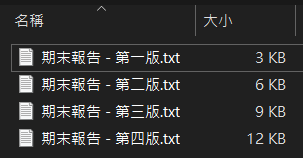 名稱 大小
期末報告 - 第一版.txt 3 KB
期末報告 - 第二版.txt 6 KB
期末報告 - 第三版.txt 9 KB
期末報告 - 第四版.txt 12 KB